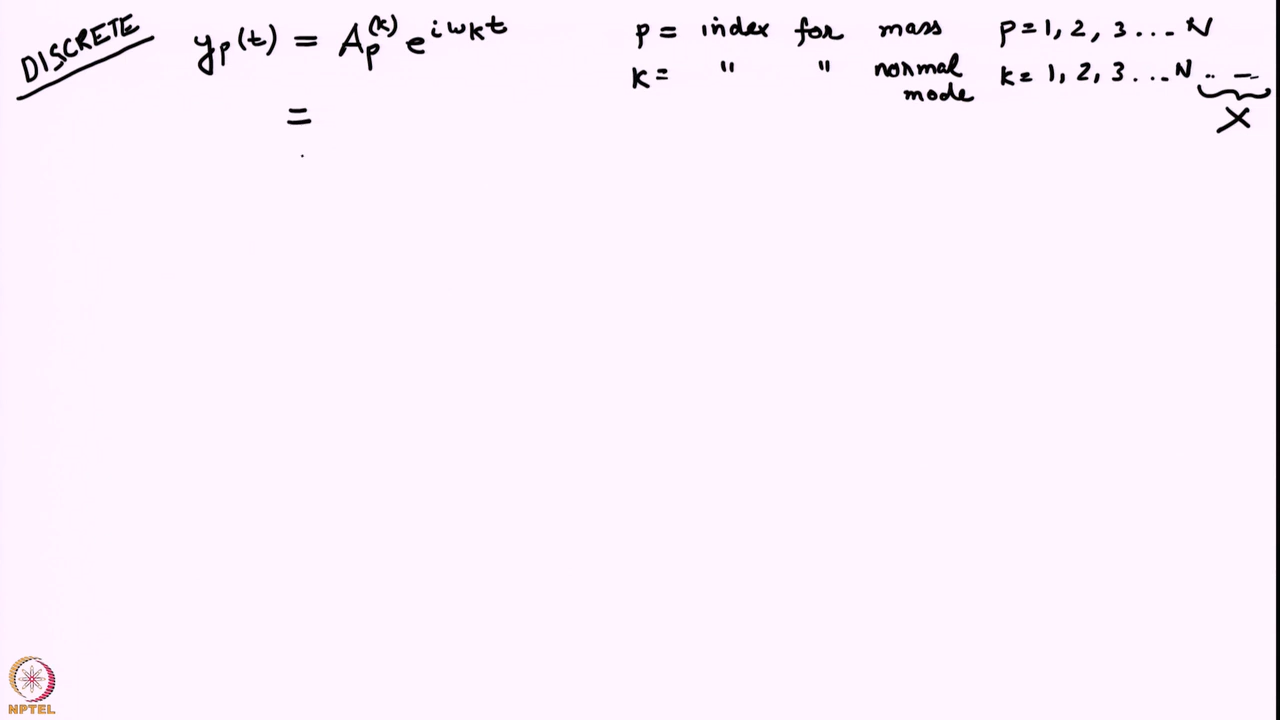 DISCRETE yₚ(t) = Aₚ⁽ᵏ⁾ e^{iωₖt}
=
p = index for mass p = 1, 2, 3 ... N
k = " " normal mode k = 1, 2, 3 ... N .. --
X
NPTEL